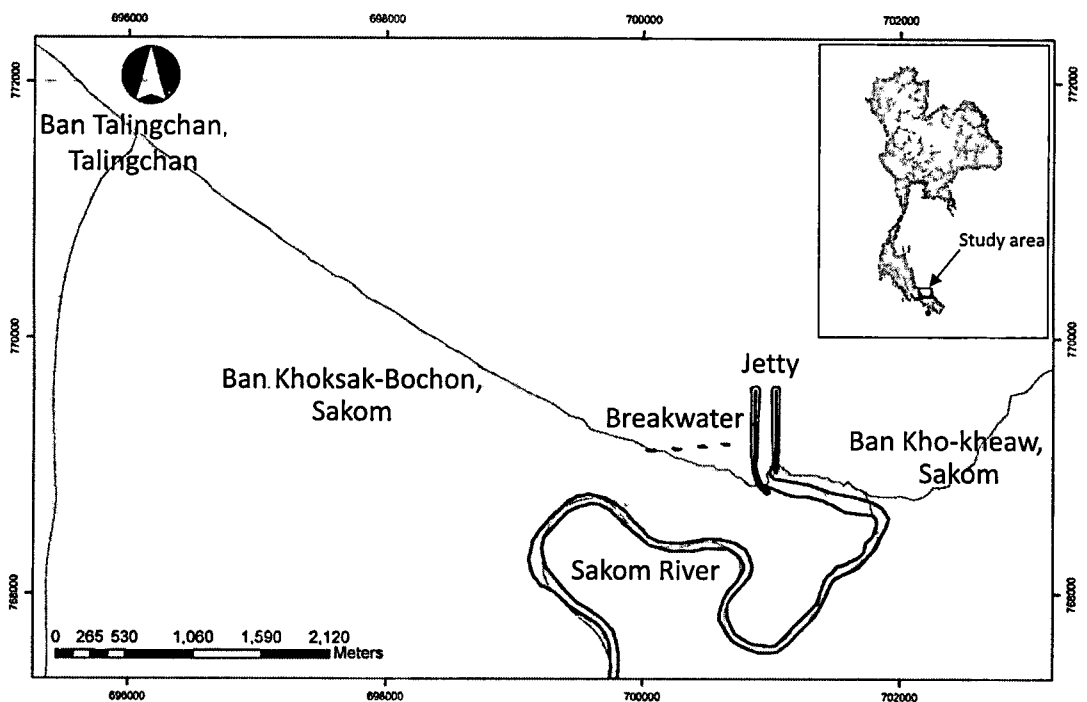 696000 698000 700000 702000
772000
772000
Ban Talingchan,
Talingchan
Study area
770000
770000
Jetty
Ban Khoksak-Bochon,
Sakom
Breakwater
Ban Kho-kheaw,
Sakom
Sakom River
768000
768000
0 265 530 1,060 1,590 2,120
Meters
696000 698000 700000 702000